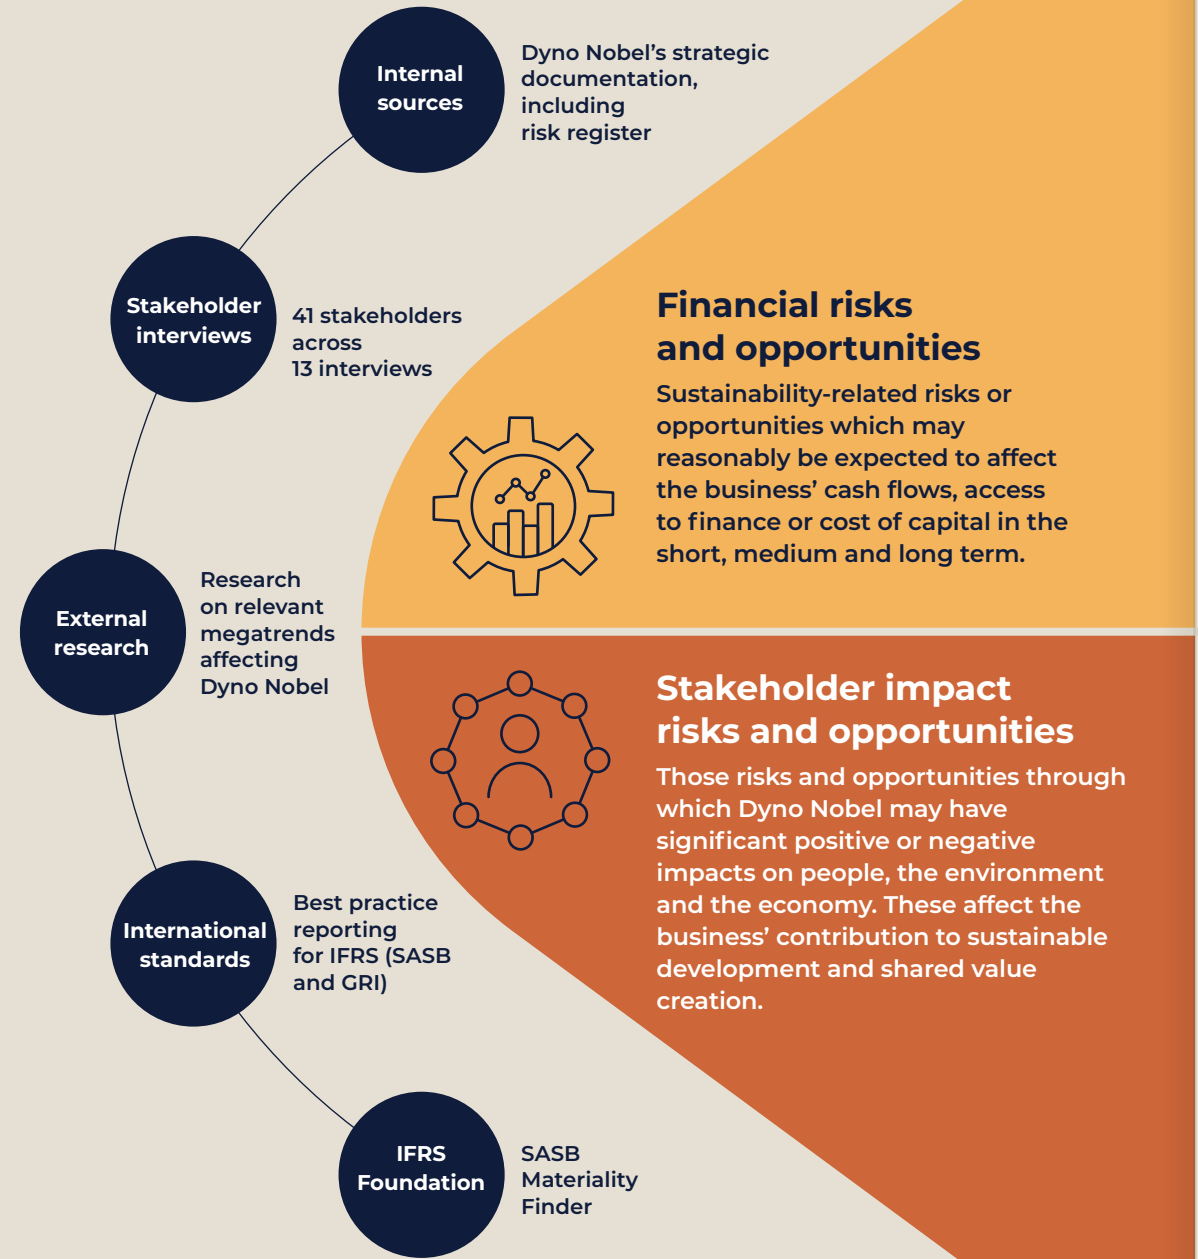 Internal
sources
Dyno Nobel’s strategic
documentation,
including
risk register
Stakeholder
interviews
41 stakeholders
across
13 interviews
External
research
Research
on relevant
megatrends
affecting
Dyno Nobel
International
standards
Best practice
reporting
for IFRS (SASB
and GRI)
IFRS
Foundation
SASB
Materiality
Finder
Financial risks
and opportunities
Sustainability-related risks or
opportunities which may
reasonably be expected to affect
the business’ cash flows, access
to finance or cost of capital in the
short, medium and long term.
Stakeholder impact
risks and opportunities
Those risks and opportunities through
which Dyno Nobel may have
significant positive or negative
impacts on people, the environment
and the economy. These affect the
business’ contribution to sustainable
development and shared value
creation.